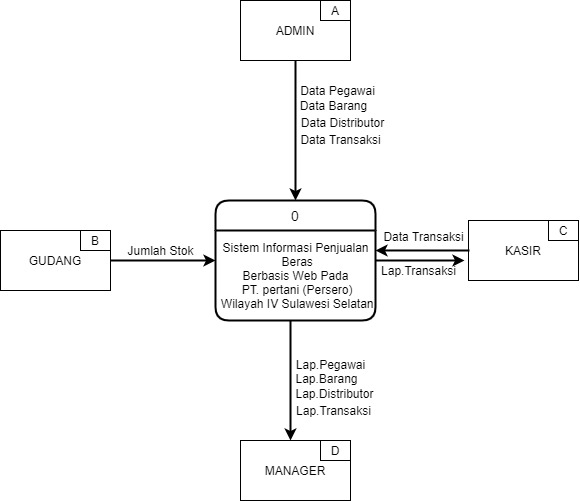 A
ADMIN
Data Pegawai
Data Barang
Data Distributor
Data Transaksi
0
Sistem Informasi Penjualan
Beras
Berbasis Web Pada
PT. pertani (Persero)
Wilayah IV Sulawesi Selatan
B
GUDANG
Jumlah Stok
Data Transaksi
Lap.Transaksi
C
KASIR
Lap.Pegawai
Lap.Barang
Lap.Distributor
Lap.Transaksi
D
MANAGER